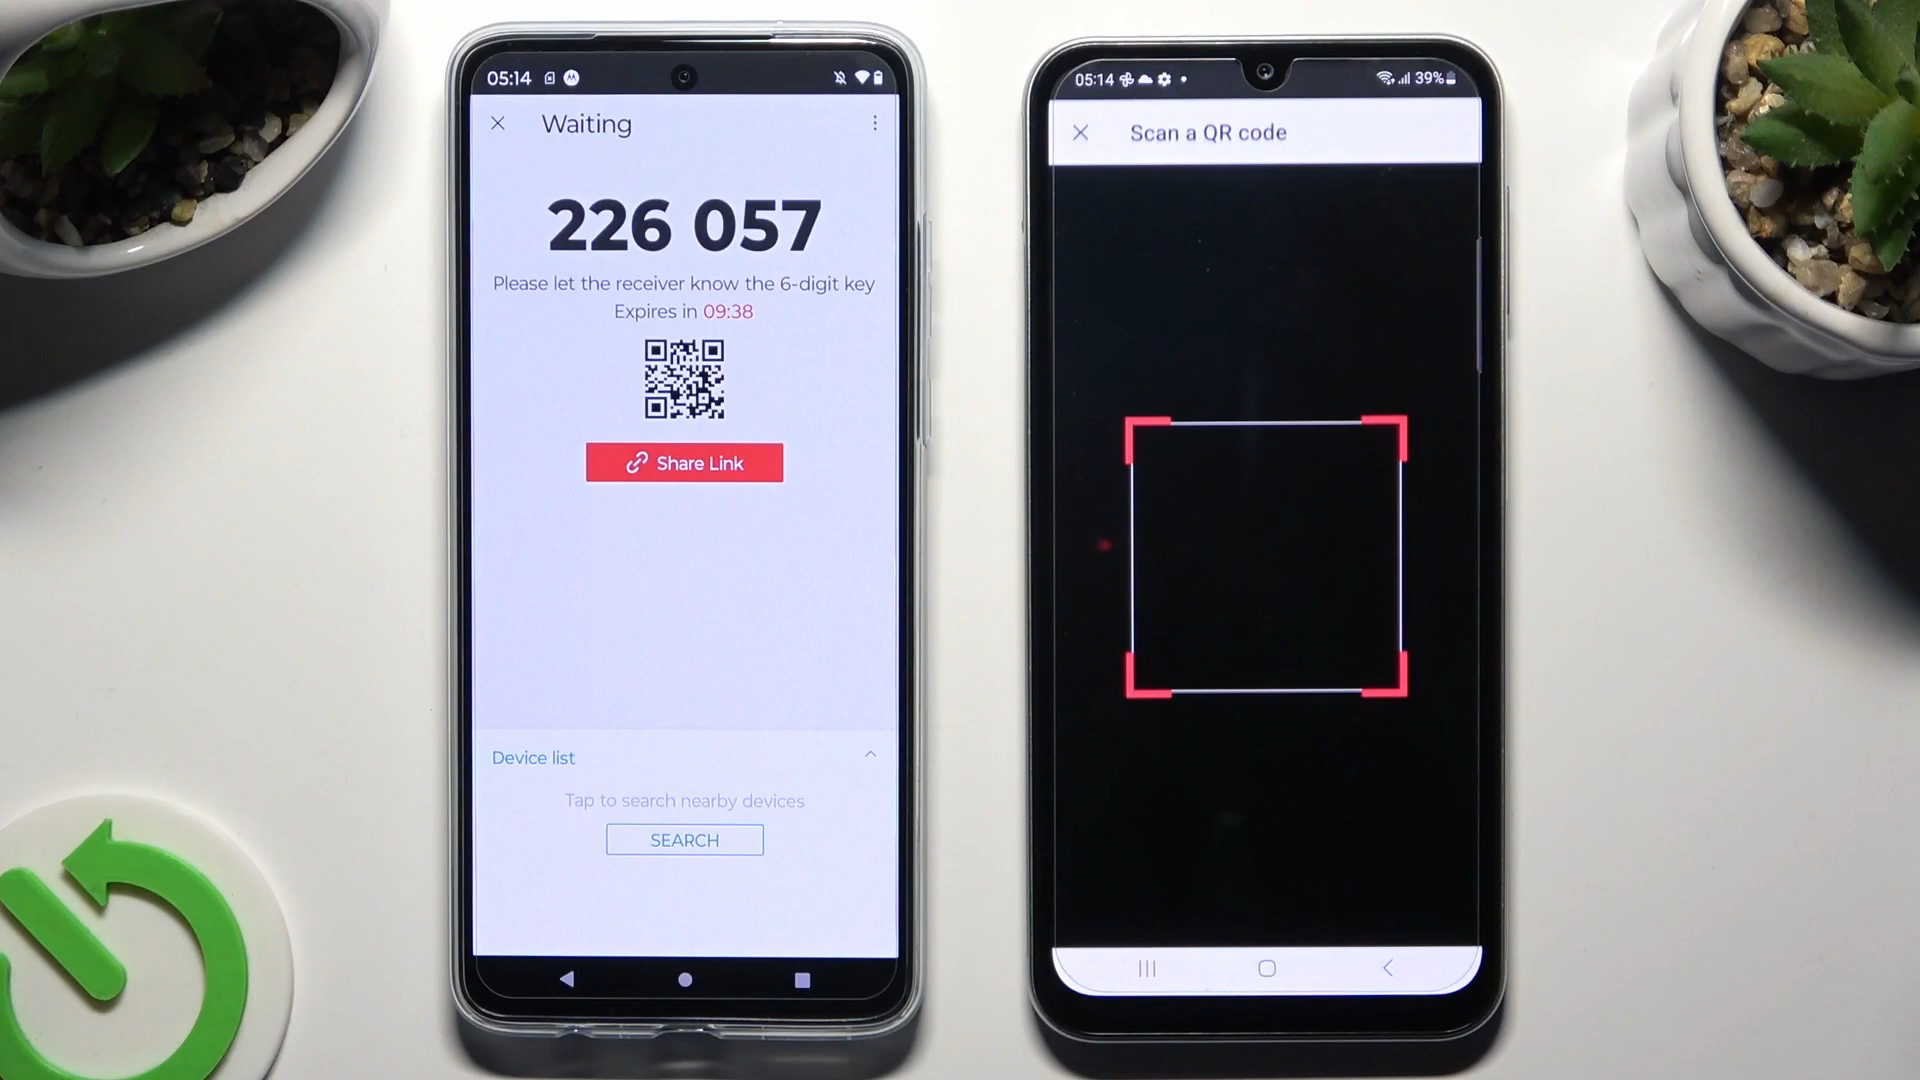 05:14
Waiting
226 057
Please let the receiver know the 6-digit key
Expires in 09:38
Share Link
Device list
Tap to search nearby devices
SEARCH
05:14
39%
Scan a QR code